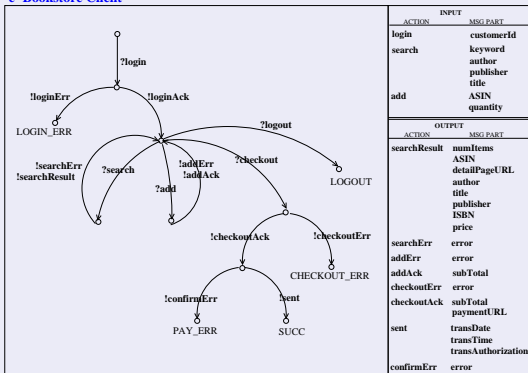 Bookstore Client
?login
!loginErr
!loginAck
LOGIN_ERR
?logout
!searchErr
!searchResult
?search
!addErr
!addAck
?add
?checkout
LOGOUT
!checkoutAck
!checkoutErr
CHECKOUT_ERR
!confirmErr
!sent
PAY_ERR
SUCC
INPUT
ACTION MSG PART
login customerId
search keyword
author
publisher
title
add ASIN
quantity
OUTPUT
ACTION MSG PART
searchResult numItems
ASIN
detailPageURL
author
title
publisher
ISBN
price
searchErr error
addErr error
addAck subTotal
checkoutErr error
checkoutAck subTotal
paymentURL
sent transDate
transTime
transAuthorization
confirmErr error